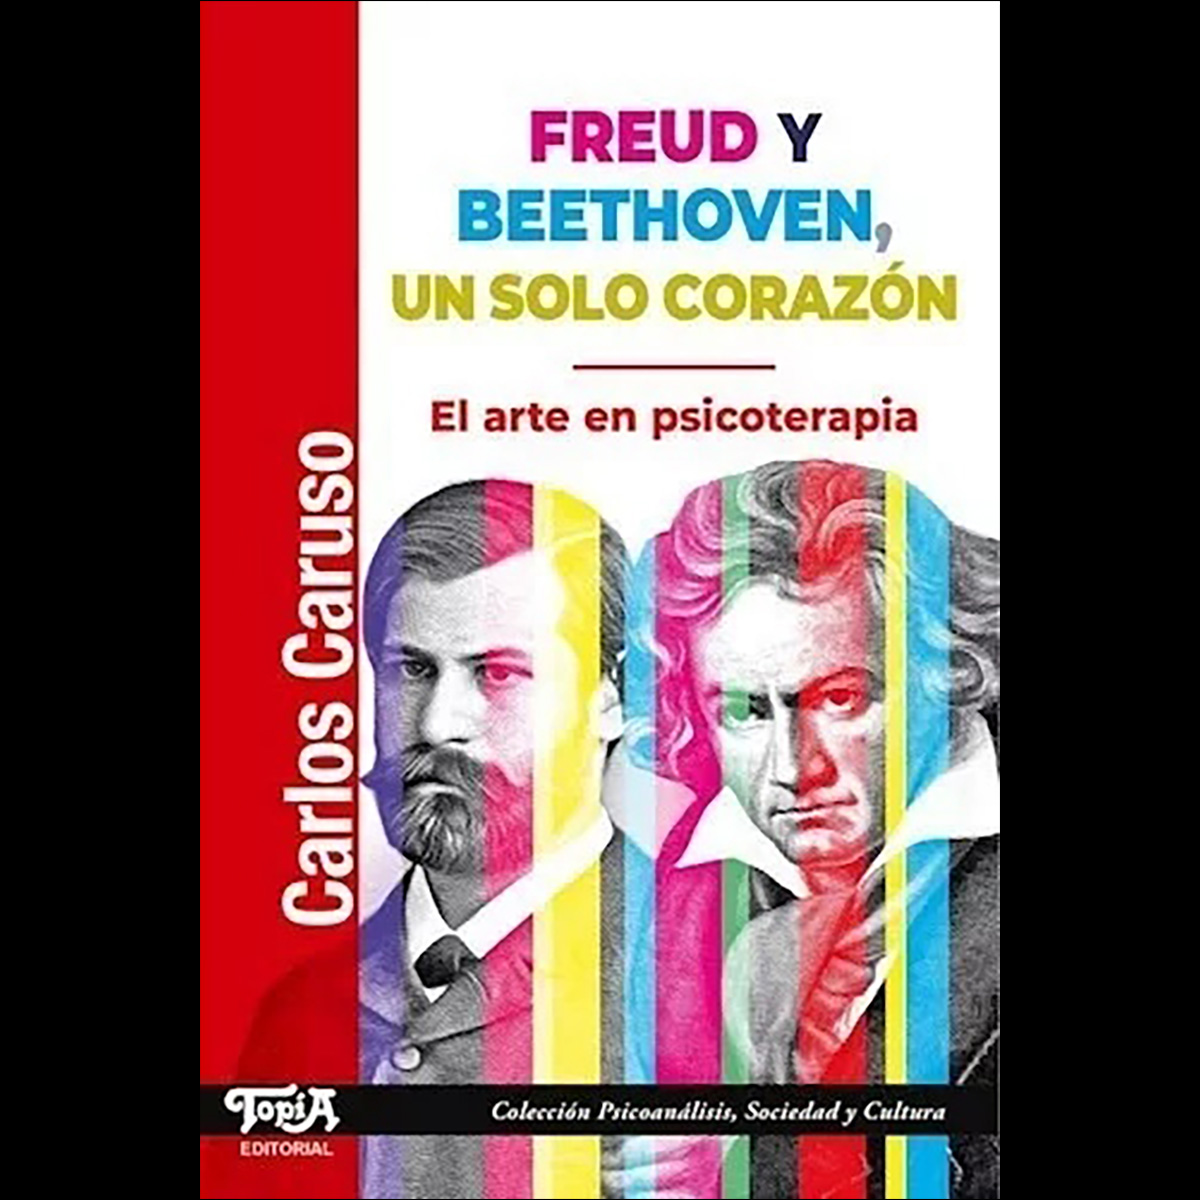 FREUD Y
BEETHOVEN,
UN SOLO CORAZÓN
El arte en psicoterapia
Carlos Caruso
Topía
EDITORIAL
Colección Psicoanálisis, Sociedad y Cultura